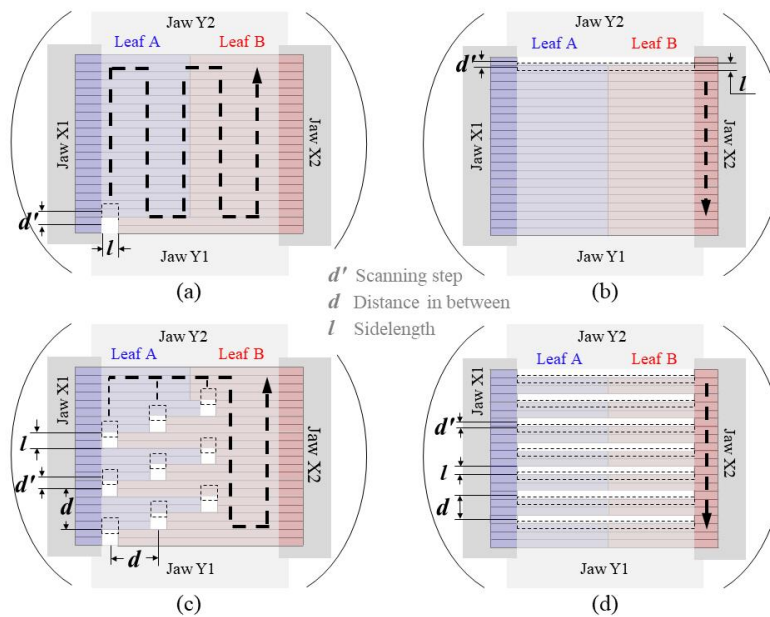 Jaw Y2
Leaf A Leaf B
Jaw X1
Jaw X2
d'
l
Jaw Y1
(a)
Jaw Y2
Leaf A Leaf B
d'
l
Jaw X1
Jaw X2
Jaw Y1
(b)
d' Scanning step
d Distance in between
l Sidelength
Jaw Y2
Leaf A Leaf B
Jaw X1
Jaw X2
l
d'
d
d
Jaw Y1
(c)
Jaw Y2
Leaf A Leaf B
Jaw X1
Jaw X2
d'
l
d
Jaw Y1
(d)